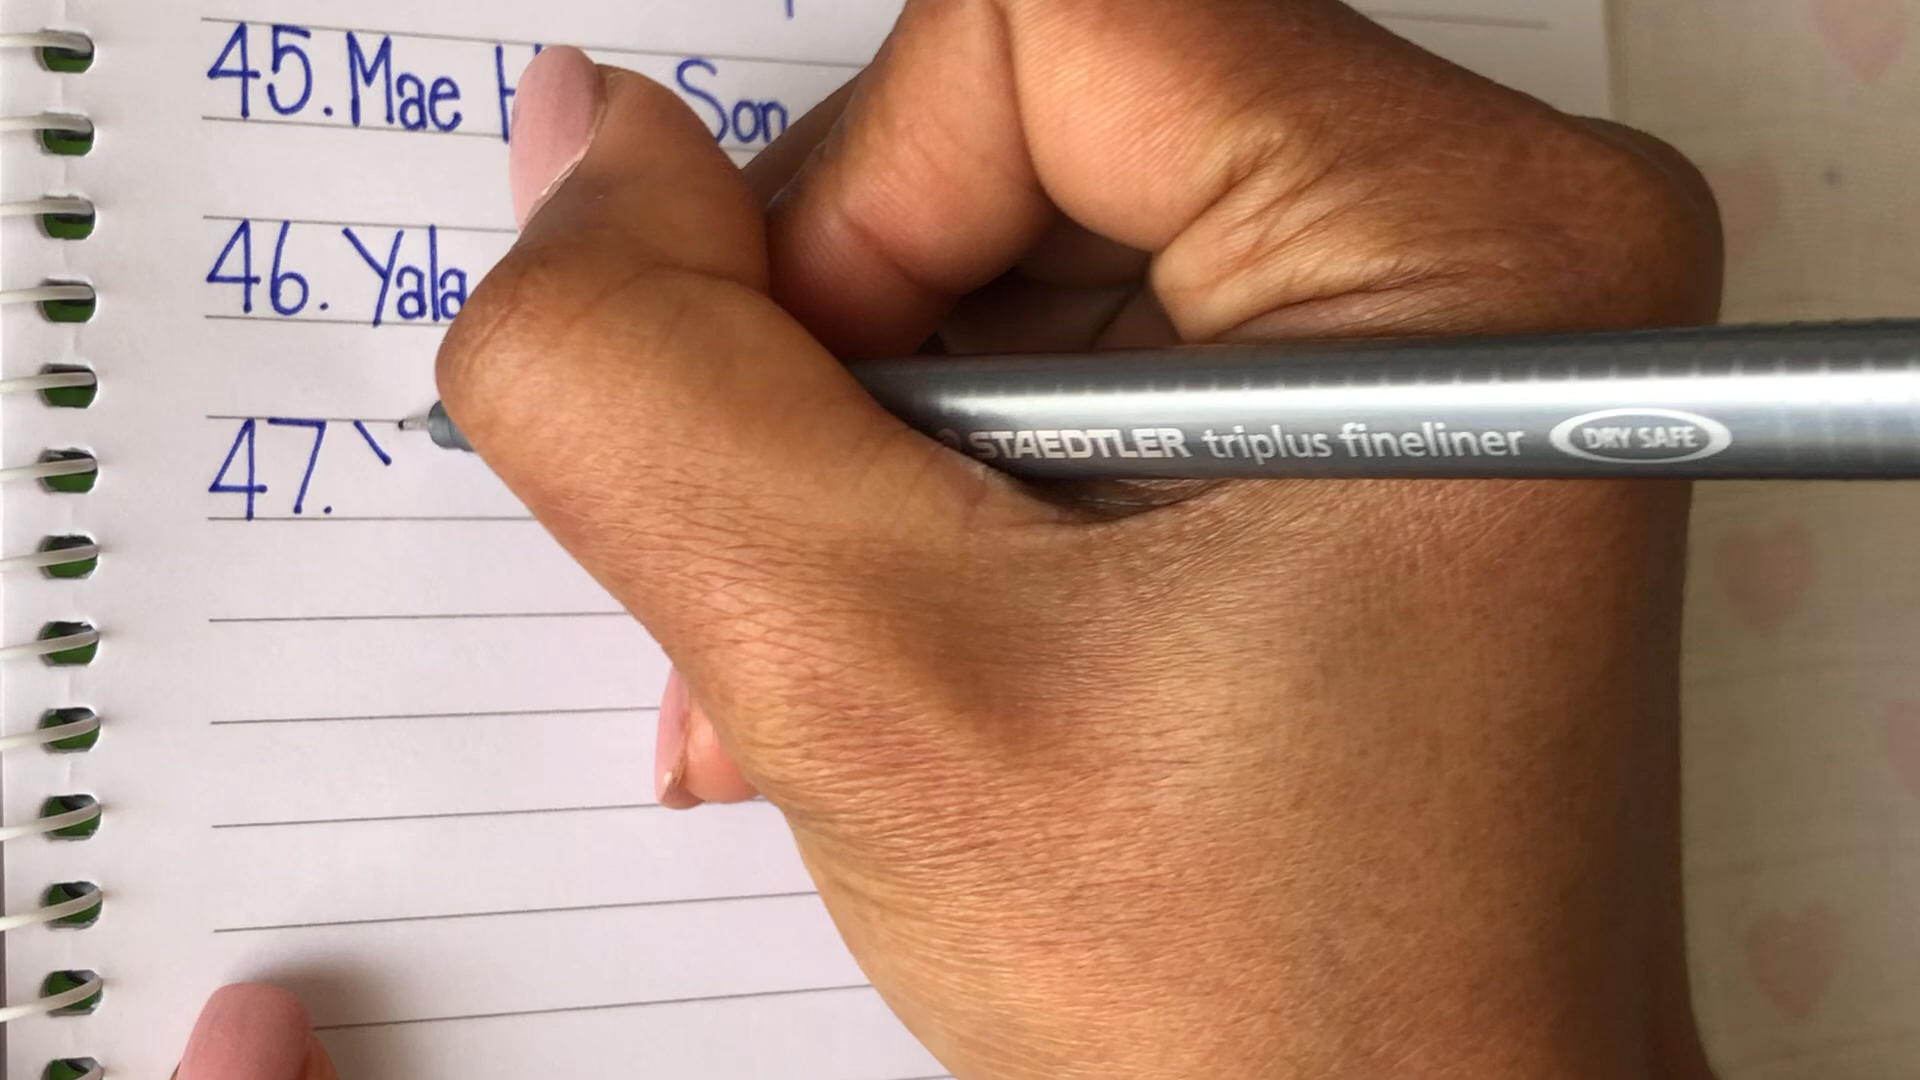 45. Mae Son
46. Yala
47.
STAEDTLER triplus fineliner DRY SAFE